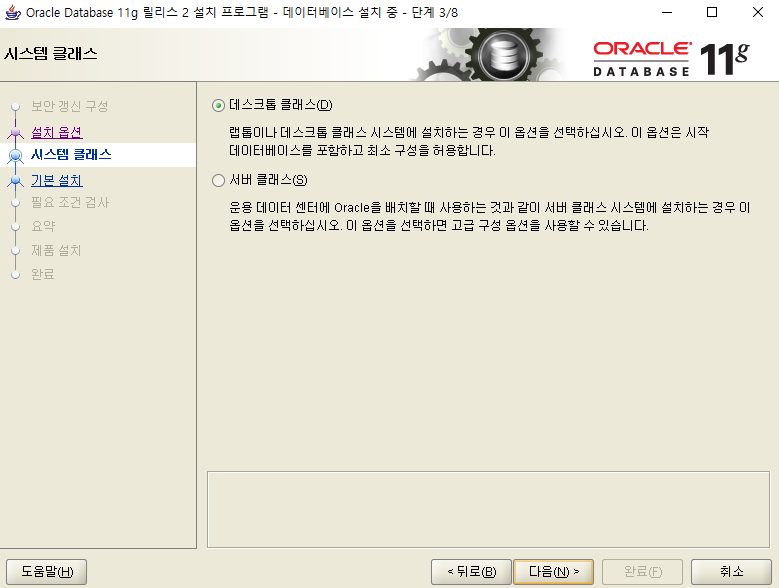 Oracle Database 11g 릴리스 2 설치 프로그램 - 데이터베이스 설치 중 - 단계 3/8
시스템 클래스
ORACLE
DATABASE 11g
보안 갱신 구성
설치 옵션
시스템 클래스
기본 설치
필요 조건 검사
요약
제품 설치
완료
데스크톱 클래스(D)
랩톱이나 데스크톱 클래스 시스템에 설치하는 경우 이 옵션을 선택하십시오. 이 옵션은 시작
데이터베이스를 포함하고 최소 구성을 허용합니다.
서버 클래스(S)
운용 데이터 센터에 Oracle을 배치할 때 사용하는 것과 같이 서버 클래스 시스템에 설치하는 경우 이
옵션을 선택하십시오. 이 옵션을 선택하면 고급 구성 옵션을 사용할 수 있습니다.
도움말(H)
< 뒤로(B)
다음(N) >
완료(F)
취소